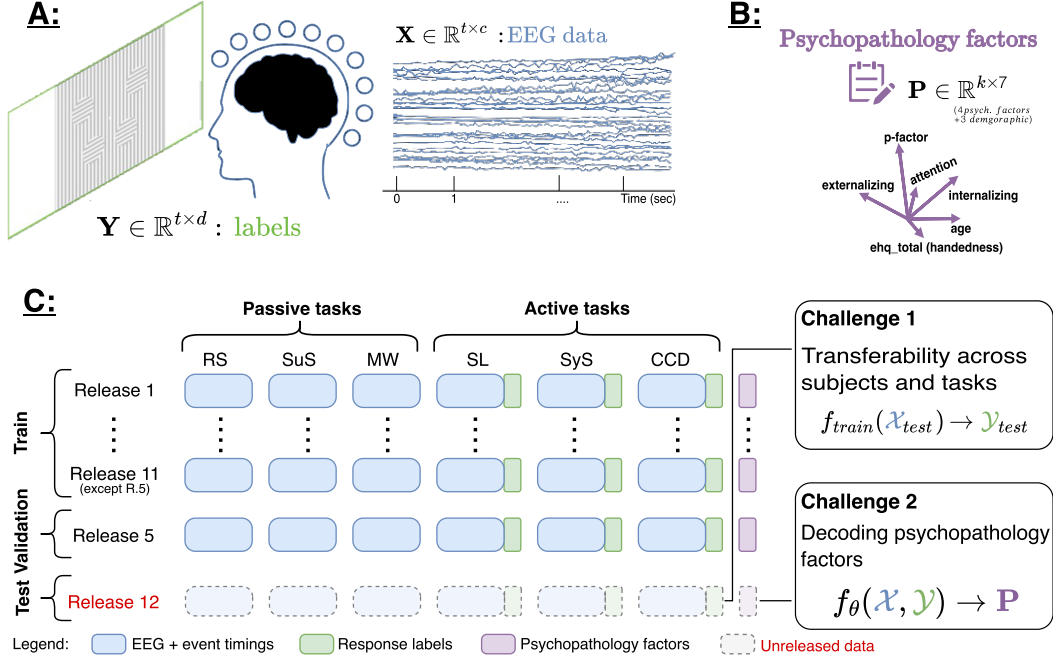 A:
X ∈ ℝ^{t×c} : EEG data
0 1 .... Time (sec)
Y ∈ ℝ^{t×d} : labels
B:
Psychopathology factors
P ∈ ℝ^{k×7}
(4psych. factors
+3 demgoraphic)
p-factor
attention
externalizing
internalizing
age
ehq_total (handedness)
C:
Passive tasks
Active tasks
RS SuS MW SL SyS CCD
Train
Release 1
Release 11
(except R.5)
Validation
Release 5
Test
Release 12
Challenge 1
Transferability across
subjects and tasks
f_{train}(𝒳_{test}) → 𝒴_{test}
Challenge 2
Decoding psychopathology
factors
f_θ(𝒳, 𝒴) → P
Legend: EEG + event timings Response labels Psychopathology factors Unreleased data